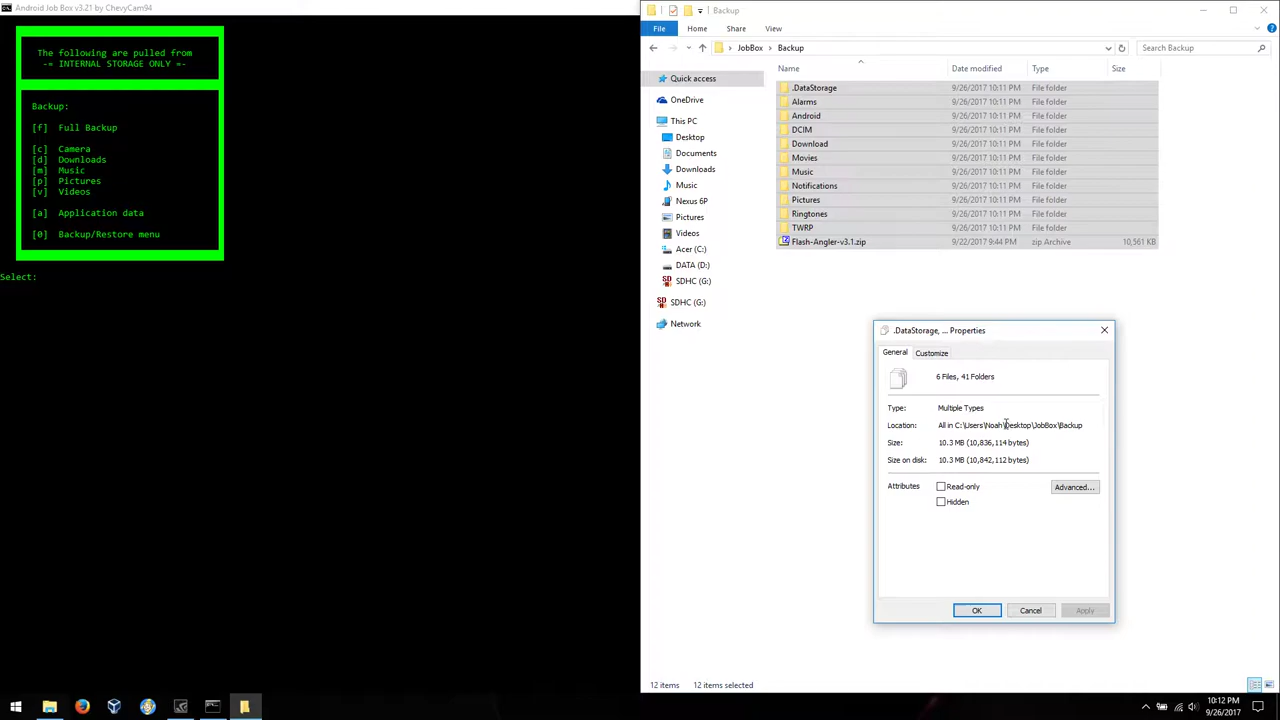 Android Job Box v3.21 by ChevyCam94
The following are pulled from
-= INTERNAL STORAGE ONLY =-
Backup:
[f] Full Backup
[c] Camera
[d] Downloads
[m] Music
[p] Pictures
[v] Videos
[a] Application data
[0] Backup/Restore menu
Select:
Backup
File Home Share View
JobBox Backup
Search Backup
Name Date modified Type Size
Quick access
OneDrive
This PC
Desktop
Documents
Downloads
Music
Nexus 6P
Pictures
Videos
Acer (C:)
DATA (D:)
SDHC (G:)
SDHC (G:)
Network
.DataStorage 9/26/2017 10:11 PM File folder
Alarms 9/26/2017 10:11 PM File folder
Android 9/26/2017 10:11 PM File folder
DCIM 9/26/2017 10:11 PM File folder
Download 9/26/2017 10:11 PM File folder
Movies 9/26/2017 10:11 PM File folder
Music 9/26/2017 10:11 PM File folder
Notifications 9/26/2017 10:11 PM File folder
Pictures 9/26/2017 10:11 PM File folder
Ringtones 9/26/2017 10:11 PM File folder
TWRP 9/26/2017 10:11 PM File folder
Flash-Angler-v3.1.zip 9/22/2017 9:44 PM zip Archive 10,561 KB
.DataStorage, ... Properties
General Customize
6 Files, 41 Folders
Type: Multiple Types
Location: All in C:\Users\Noah\Desktop\JobBox\Backup
Size: 10.3 MB (10,836,114 bytes)
Size on disk: 10.3 MB (10,842,112 bytes)
Attributes Read-only Advanced...
Hidden
OK Cancel Apply
12 items 12 items selected
10:12 PM
9/26/2017